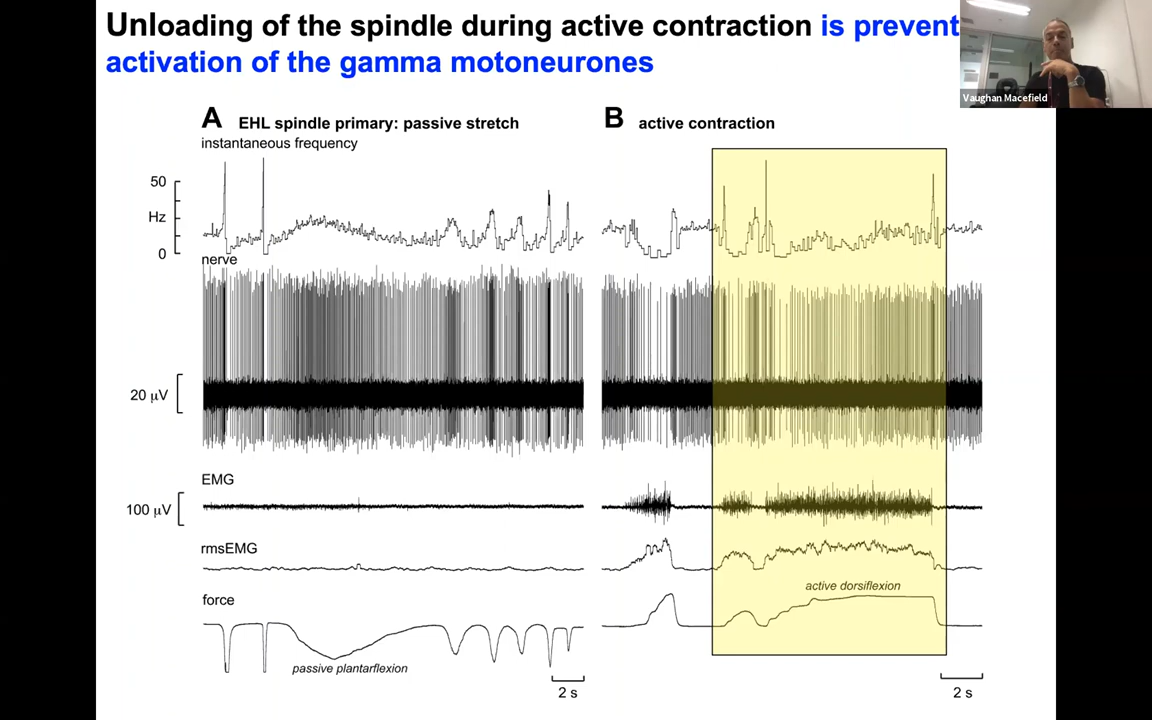 Unloading of the spindle during active contraction is prevent
activation of the gamma motoneurones
Vaughan Macefield
A EHL spindle primary: passive stretch
B active contraction
instantaneous frequency
50
Hz
0
nerve
20 μV
EMG
100 μV
rmsEMG
active dorsiflexion
force
passive plantarflexion
2 s
2 s